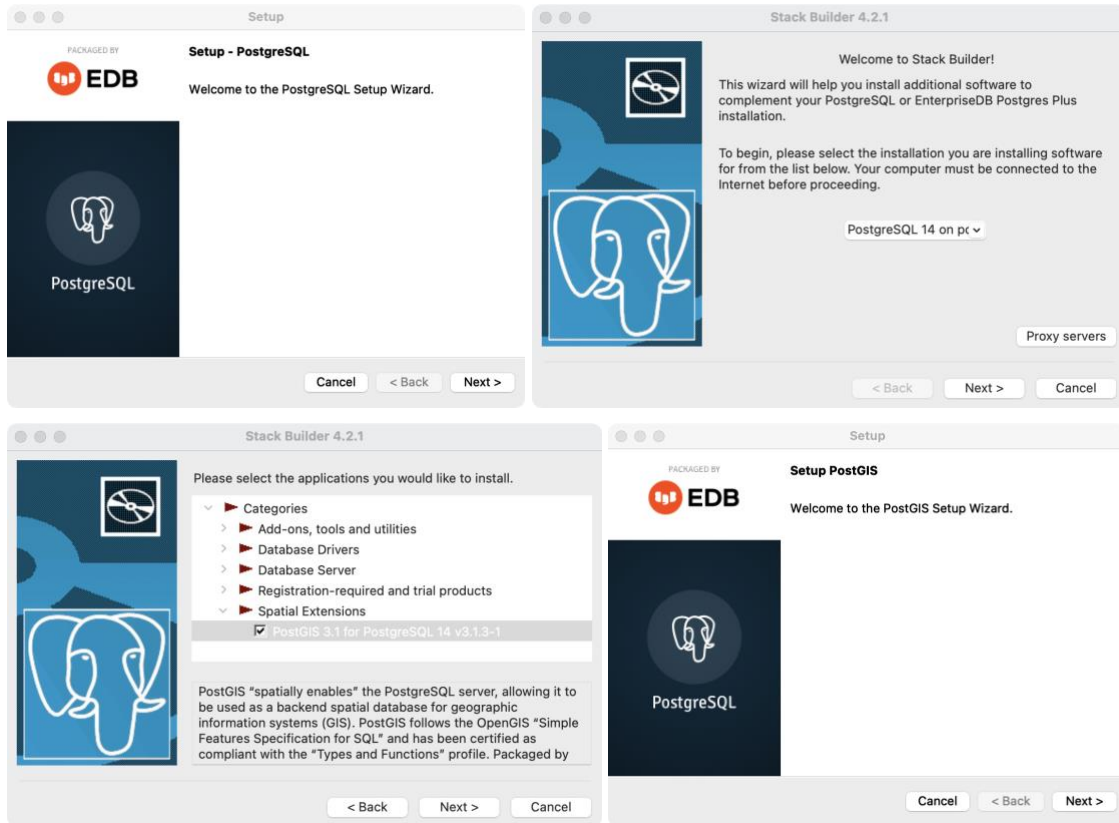 Setup
PACKAGED BY
EDB
Setup - PostgreSQL
Welcome to the PostgreSQL Setup Wizard.
PostgreSQL
Cancel
< Back
Next >
Stack Builder 4.2.1
Welcome to Stack Builder!
This wizard will help you install additional software to
complement your PostgreSQL or EnterpriseDB Postgres Plus
installation.
To begin, please select the installation you are installing software
for from the list below. Your computer must be connected to the
Internet before proceeding.
PostgreSQL 14 on pc
Proxy servers
< Back
Next >
Cancel
Stack Builder 4.2.1
Please select the applications you would like to install.
Categories
Add-ons, tools and utilities
Database Drivers
Database Server
Registration-required and trial products
Spatial Extensions
PostGIS 3.1 for PostgreSQL 14 v3.1.3-1
PostGIS “spatially enables” the PostgreSQL server, allowing it to
be used as a backend spatial database for geographic
information systems (GIS). PostGIS follows the OpenGIS “Simple
Features Specification for SQL” and has been certified as
compliant with the “Types and Functions” profile. Packaged by
< Back
Next >
Cancel
Setup
PACKAGED BY
EDB
Setup PostGIS
Welcome to the PostGIS Setup Wizard.
PostgreSQL
Cancel
< Back
Next >